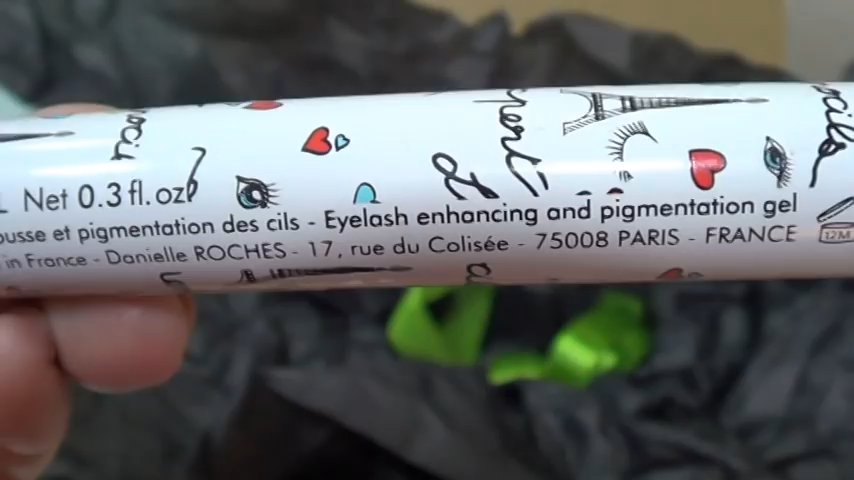 Net 0.3 fl.oz
ousse et pigmentation des cils - Eyelash enhancing and pigmentation gel
in France - Danielle ROCHES - 17, rue du Colisée - 75008 PARIS - FRANCE
12M